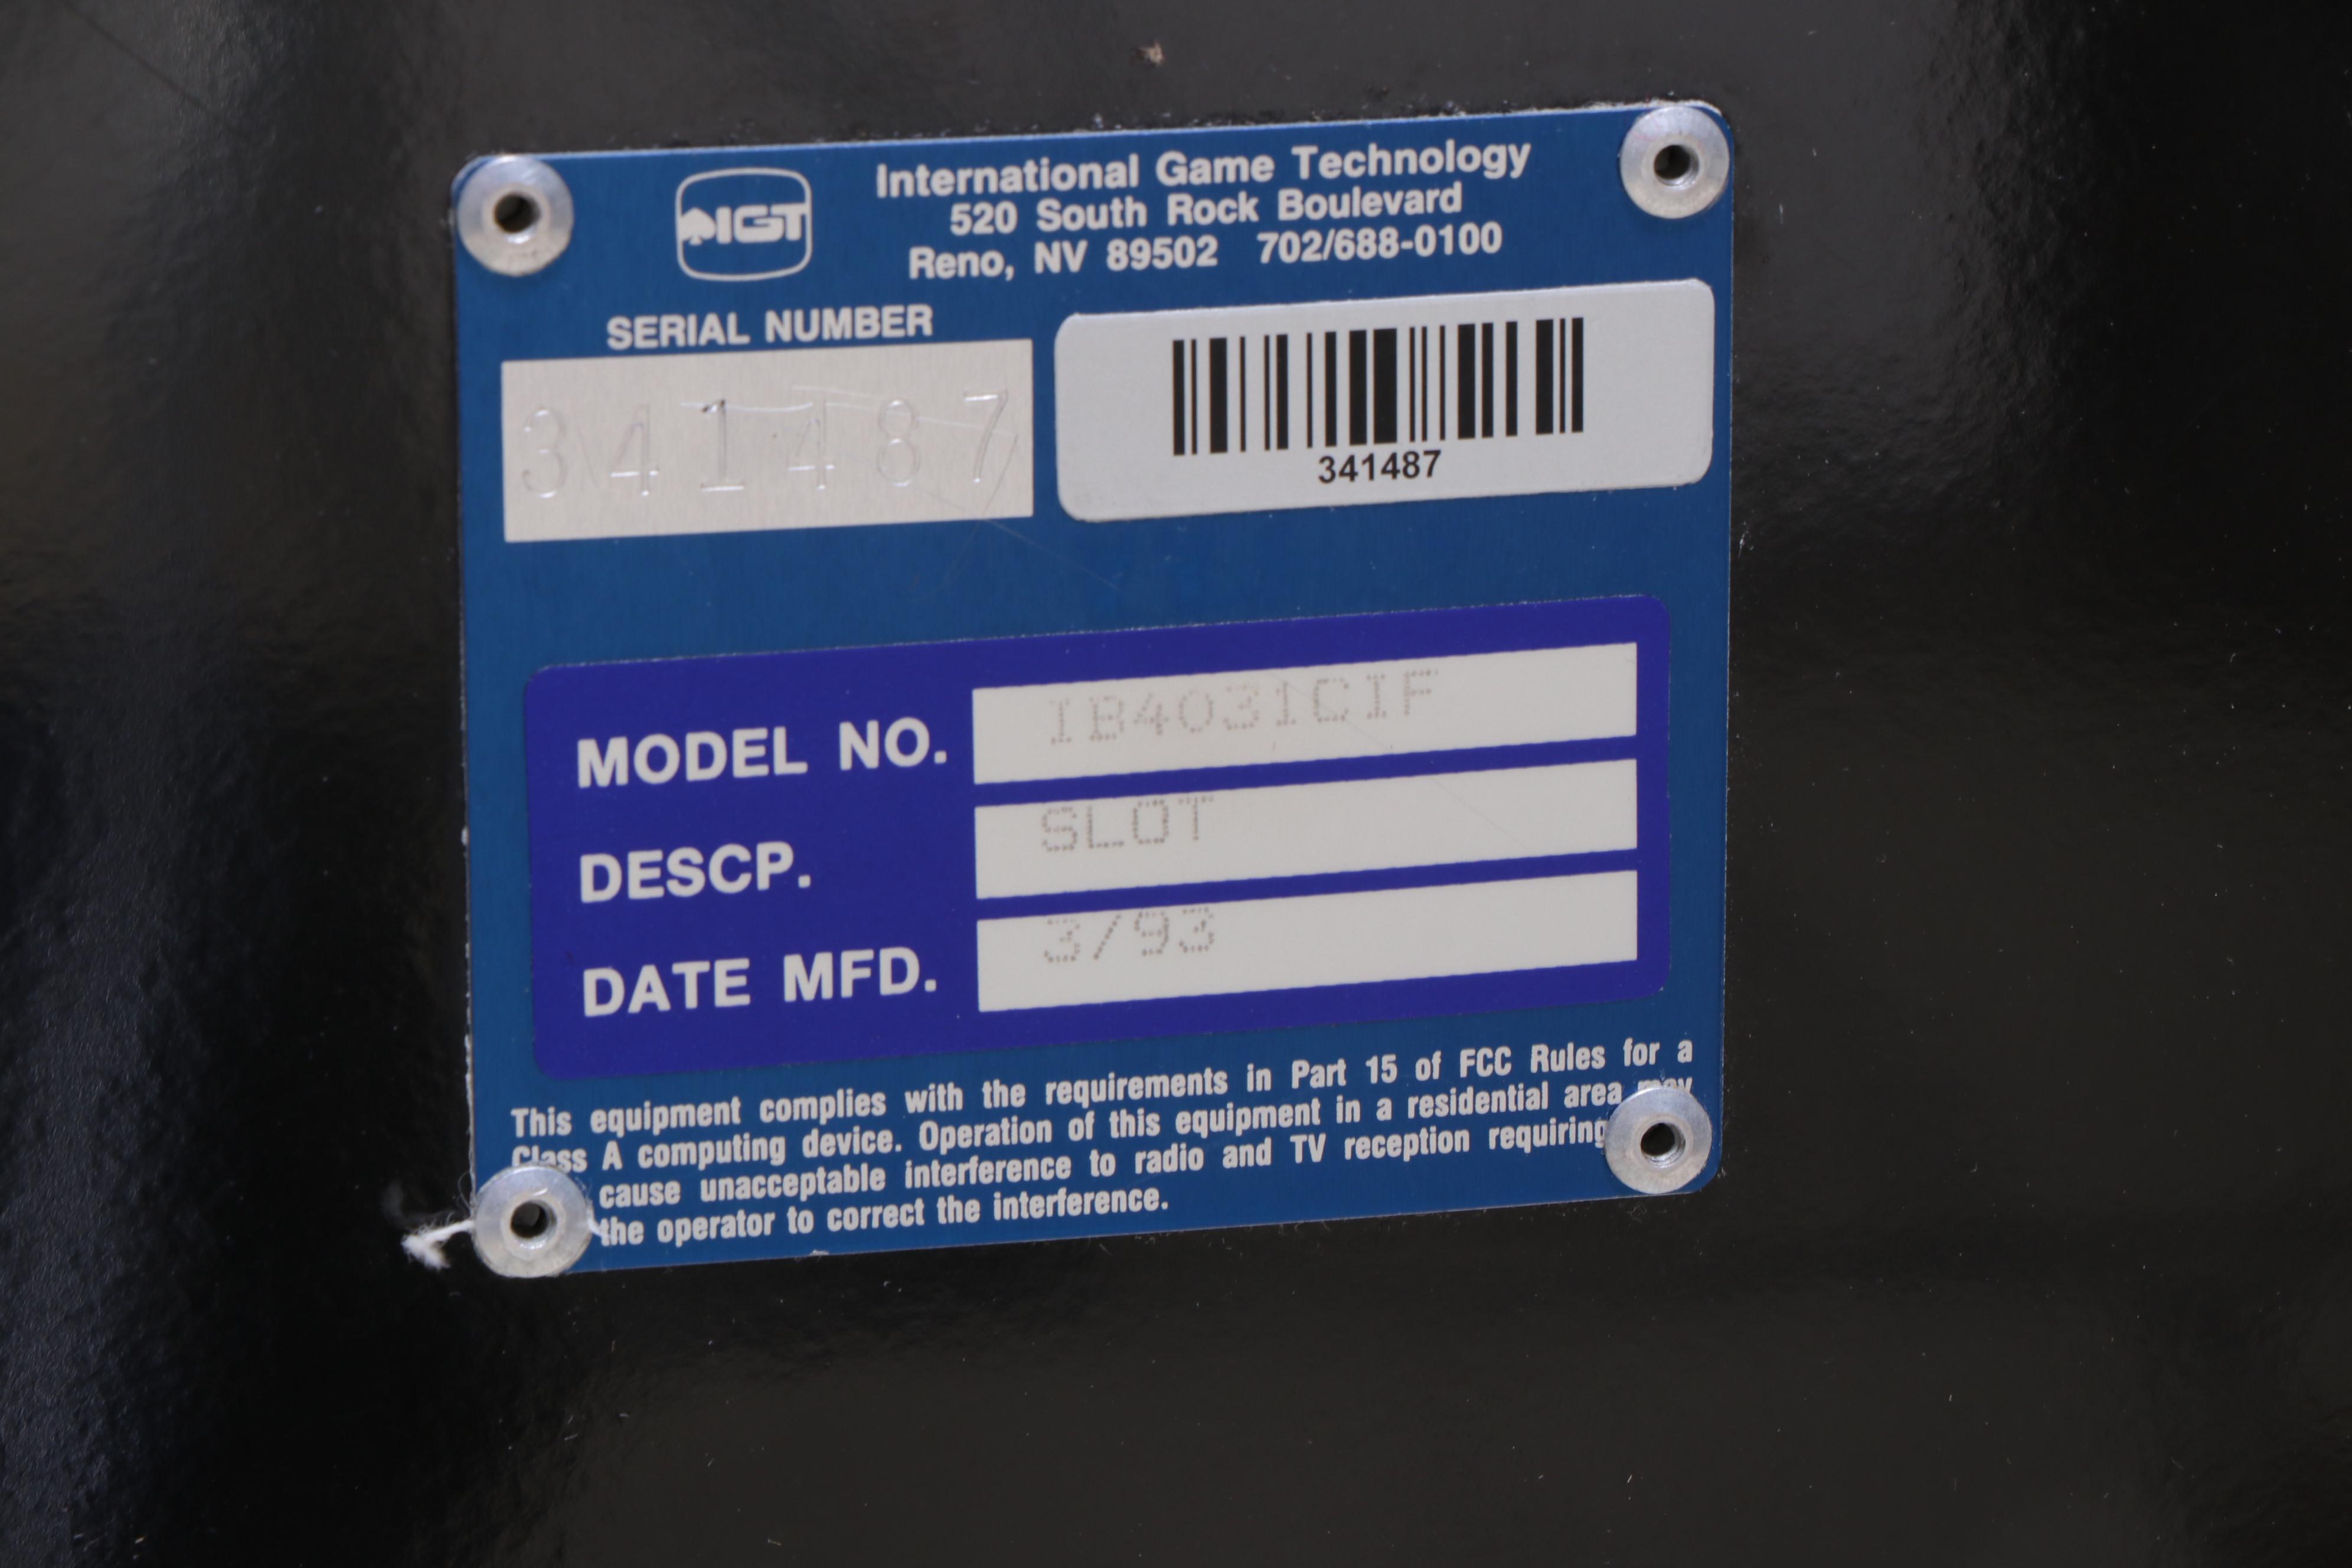 IGT
International Game Technology
520 South Rock Boulevard
Reno, NV 89502 702/688-0100
SERIAL NUMBER
341487
341487
MODEL NO. IB4031CIF
DESCP. SLOT
DATE MFD. 3/93
This equipment complies with the requirements in Part 15 of FCC Rules for a
Class A computing device. Operation of this equipment in a residential area may
cause unacceptable interference to radio and TV reception requiring
the operator to correct the interference.